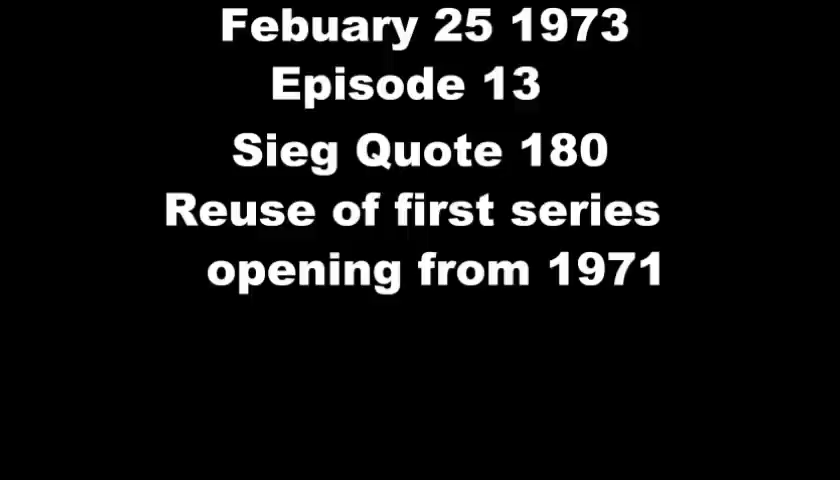 Febuary 25 1973
Episode 13
Sieg Quote 180
Reuse of first series
opening from 1971